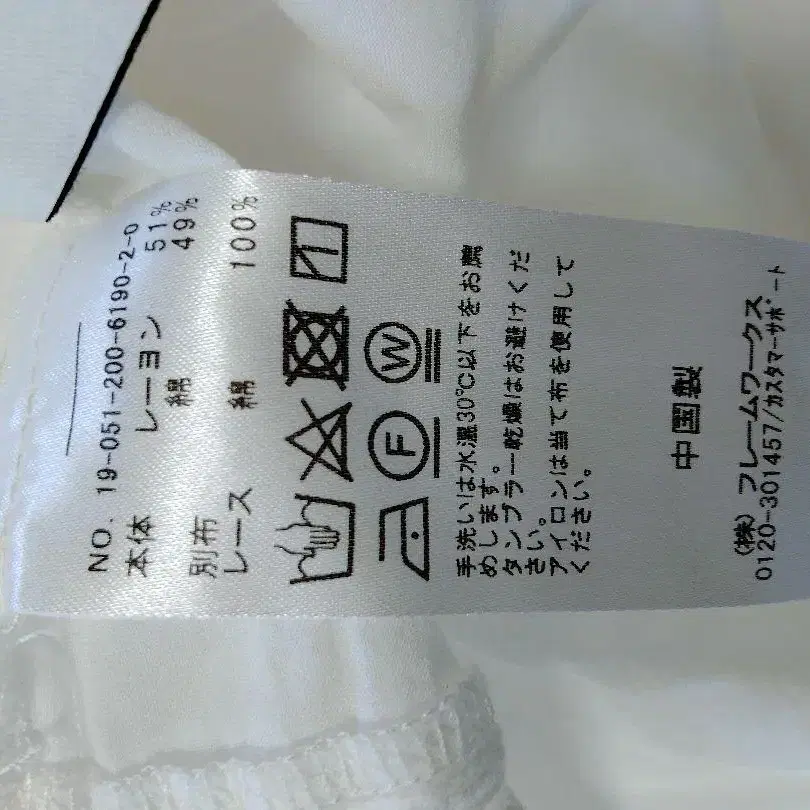 NO. 19-051-200-6190-2-0
本体 レーヨン 51%
綿 49%
別布
レース 綿 100%
W
F
手洗いは水温30℃以下をお薦
めします。
タンブラー乾燥はお避けくだ
さい。
アイロンは当て布を使用して
ください。
中国製
(株)フレームワークス
0120-301457/カスタマーサポート